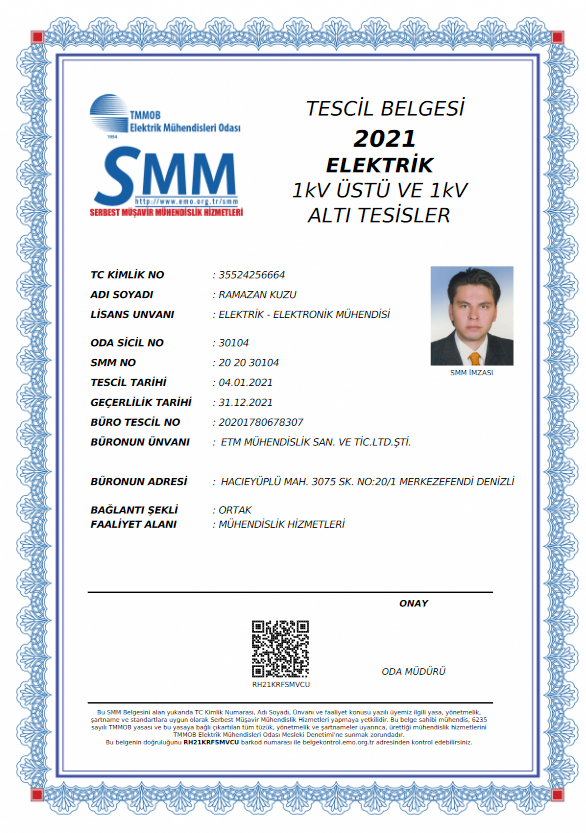 TMMOB
Elektrik Mühendisleri Odası
1954
SMM
http://www.emo.org.tr/smm
SERBEST MÜŞAVİR MÜHENDİSLİK HİZMETLERİ
TESCİL BELGESİ
2021
ELEKTRİK
1kV ÜSTÜ VE 1kV
ALTI TESİSLER
TC KİMLİK NO : 35524256664
ADI SOYADI : RAMAZAN KUZU
LİSANS UNVANI : ELEKTRİK - ELEKTRONİK MÜHENDİSİ
ODA SİCİL NO : 30104
SMM NO : 20 20 30104
TESCİL TARİHİ : 04.01.2021
GEÇERLİLİK TARİHİ : 31.12.2021
BÜRO TESCİL NO : 20201780678307
BÜRONUN ÜNVANI : ETM MÜHENDİSLİK SAN. VE TİC.LTD.ŞTİ.
SMM İMZASI
BÜRONUN ADRESİ : HACIEYÜPLÜ MAH. 3075 SK. NO:20/1 MERKEZEFENDİ DENİZLİ
BAĞLANTI ŞEKLİ : ORTAK
FAALİYET ALANI : MÜHENDİSLİK HİZMETLERİ
ONAY
RH21KRFSMVCU
ODA MÜDÜRÜ
Bu SMM Belgesini alan yukarıda TC Kimlik Numarası, Adı Soyadı, Ünvanı ve faaliyet konusu yazılı üyemiz ilgili yasa, yönetmelik,
şartname ve standartlara uygun olarak Serbest Müşavir Mühendislik Hizmetleri yapmaya yetkilidir. Bu belge sahibi mühendis, 6235
sayılı TMMOB yasası ve bu yasaya bağlı çıkartılan tüm tüzük, yönetmelik ve şartnameler uyarınca, ürettiği mühendislik hizmetlerini
TMMOB Elektrik Mühendisleri Odası Mesleki Denetimi'ne sunmak zorundadır.
Bu belgenin doğruluğunu RH21KRFSMVCU barkod numarası ile belgekontrol.emo.org.tr adresinden kontrol edebilirsiniz.